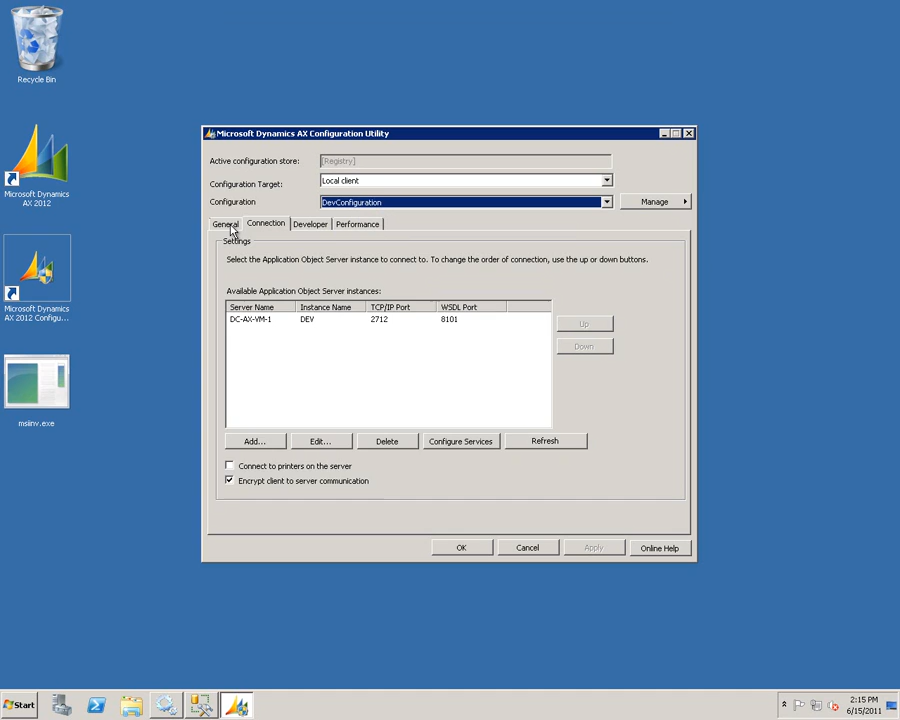 Recycle Bin
Microsoft Dynamics
AX 2012
Microsoft Dynamics
AX 2012 Configu...
msiinv.exe
Microsoft Dynamics AX Configuration Utility
Active configuration store: [Registry]
Configuration Target: Local client
Configuration DevConfiguration Manage
General Connection Developer Performance
Settings
Select the Application Object Server instance to connect to. To change the order of connection, use the up or down buttons.
Available Application Object Server instances:
Server Name Instance Name TCP/IP Port WSDL Port
DC-AX-VM-1 DEV 2712 8101
Up
Down
Add... Edit... Delete Configure Services Refresh
Connect to printers on the server
Encrypt client to server communication
OK Cancel Apply Online Help
Start
2:15 PM
6/15/2011